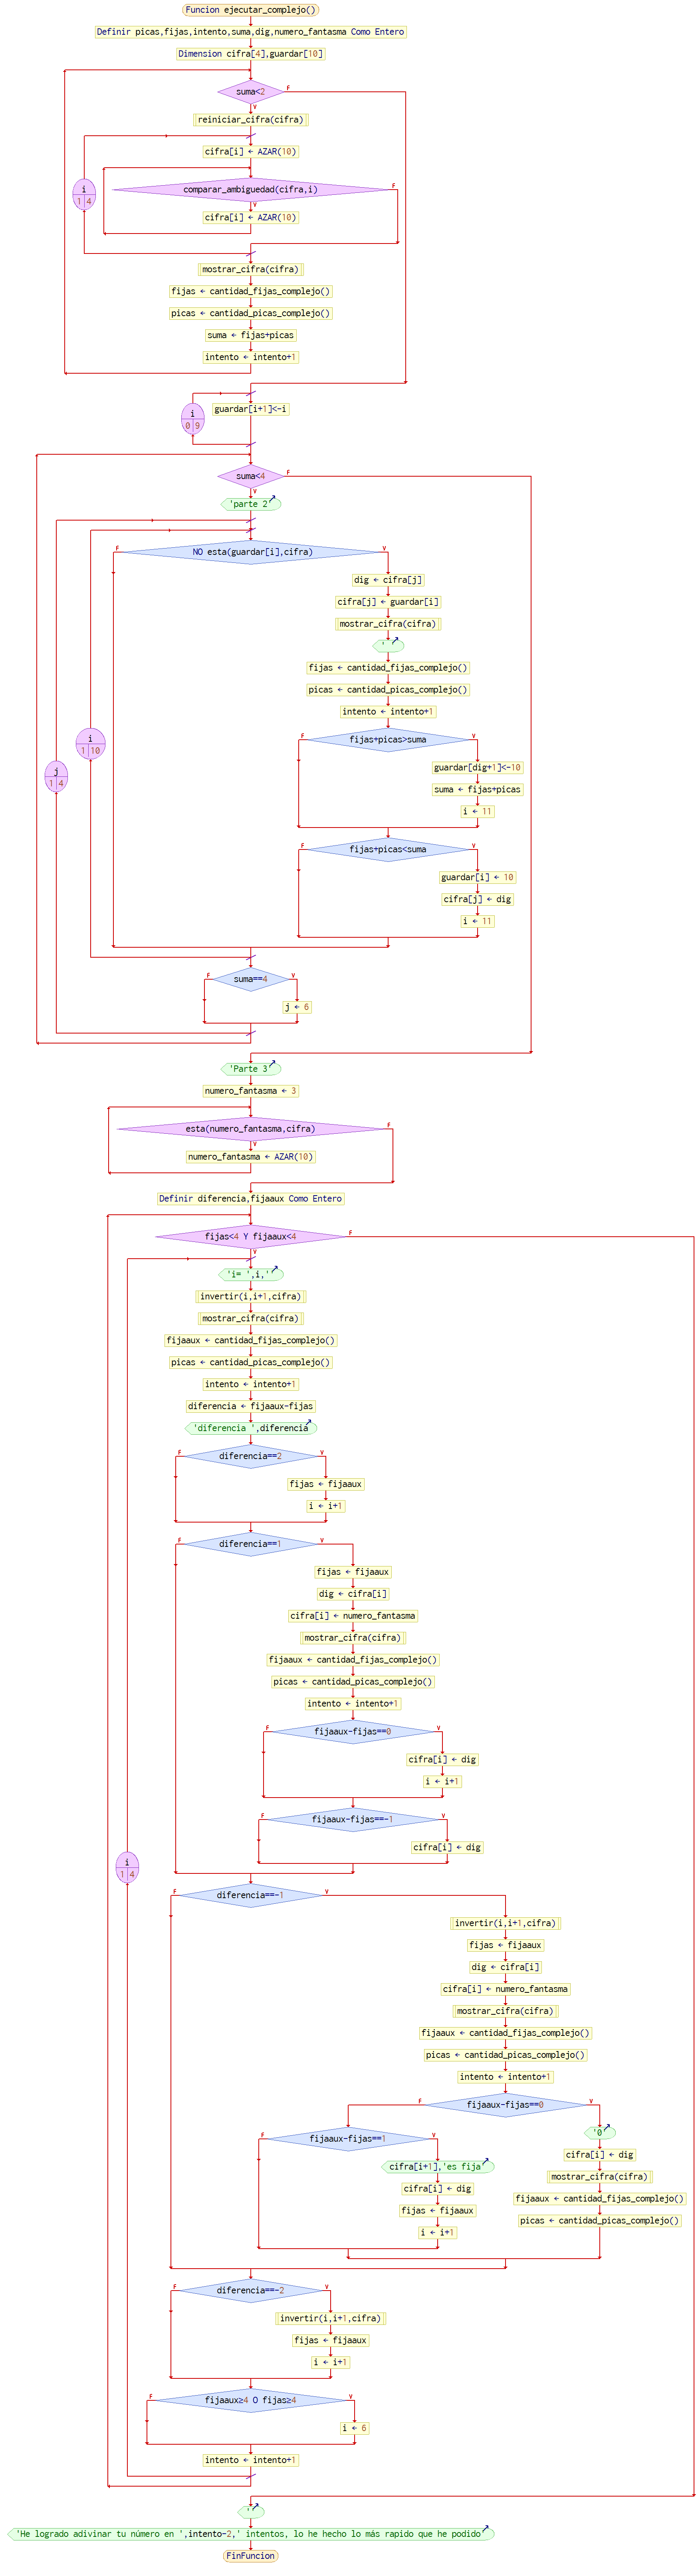 Funcion ejecutar_complejo()
Definir picas,fijas,intento,suma,dig,numero_fantasma Como Entero
Dimension cifra[4],guardar[10]
suma<2
F
V
reiniciar_cifra(cifra)
i
1 4
cifra[i] ← AZAR(10)
comparar_ambiguedad(cifra,i)
F
V
cifra[i] ← AZAR(10)
mostrar_cifra(cifra)
fijas ← cantidad_fijas_complejo()
picas ← cantidad_picas_complejo()
suma ← fijas+picas
intento ← intento+1
i
0 9
guardar[i+1]<-i
suma<4
F
V
'parte 2'
j
1 4
i
1 10
NO esta(guardar[i],cifra)
F
V
dig ← cifra[j]
cifra[j] ← guardar[i]
mostrar_cifra(cifra)
' '
fijas ← cantidad_fijas_complejo()
picas ← cantidad_picas_complejo()
intento ← intento+1
fijas+picas>suma
F
V
guardar[dig+1]<-10
suma ← fijas+picas
i ← 11
fijas+picas<suma
F
V
guardar[i] ← 10
cifra[j] ← dig
i ← 11
suma==4
F
V
j ← 6
'Parte 3'
numero_fantasma ← 3
esta(numero_fantasma,cifra)
F
V
numero_fantasma ← AZAR(10)
Definir diferencia,fijaaux Como Entero
fijas<4 Y fijaaux<4
F
V
i
1 4
'i= ',i,'
invertir(i,i+1,cifra)
mostrar_cifra(cifra)
fijaaux ← cantidad_fijas_complejo()
picas ← cantidad_picas_complejo()
intento ← intento+1
diferencia ← fijaaux-fijas
'diferencia ',diferencia
diferencia==2
F
V
fijas ← fijaaux
i ← i+1
diferencia==1
F
V
fijas ← fijaaux
dig ← cifra[i]
cifra[i] ← numero_fantasma
mostrar_cifra(cifra)
fijaaux ← cantidad_fijas_complejo()
picas ← cantidad_picas_complejo()
intento ← intento+1
fijaaux-fijas==0
F
V
cifra[i] ← dig
i ← i+1
fijaaux-fijas==-1
F
V
cifra[i] ← dig
diferencia==-1
F
V
invertir(i,i+1,cifra)
fijas ← fijaaux
dig ← cifra[i]
cifra[i] ← numero_fantasma
mostrar_cifra(cifra)
fijaaux ← cantidad_fijas_complejo()
picas ← cantidad_picas_complejo()
intento ← intento+1
fijaaux-fijas==0
F
V
fijaaux-fijas==1
F
V
cifra[i+1],'es fija
cifra[i] ← dig
fijas ← fijaaux
i ← i+1
'0
cifra[i] ← dig
mostrar_cifra(cifra)
fijaaux ← cantidad_fijas_complejo()
picas ← cantidad_picas_complejo()
diferencia==-2
F
V
invertir(i,i+1,cifra)
fijas ← fijaaux
i ← i+1
fijaaux≥4 O fijas≥4
F
V
i ← 6
intento ← intento+1
''
'He logrado adivinar tu número en ',intento-2,' intentos, lo he hecho lo más rapido que he podido'
FinFuncion